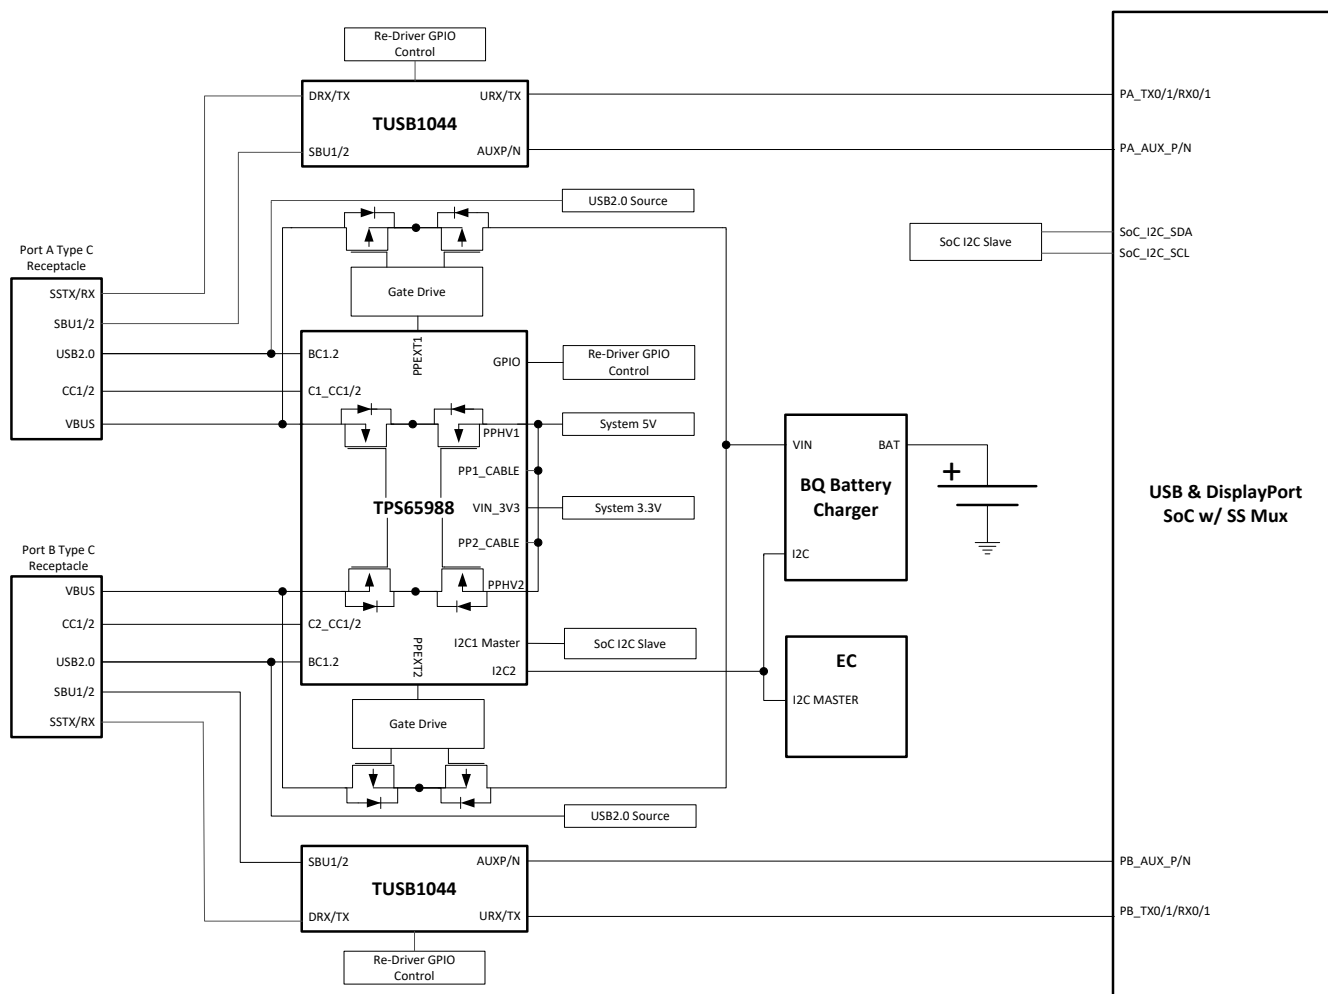 Re-Driver GPIO
Control
DRX/TX
URX/TX
TUSB1044
SBU1/2
AUXP/N
PA_TX0/1/RX0/1
PA_AUX_P/N
USB2.0 Source
SoC I2C Slave
SoC_I2C_SDA
SoC_I2C_SCL
Port A Type C
Receptacle
SSTX/RX
SBU1/2
USB2.0
CC1/2
VBUS
Gate Drive
PPEXT1
BC1.2
GPIO
Re-Driver GPIO
Control
C1_CC1/2
PPHV1
System 5V
PP1_CABLE
TPS65988
VIN_3V3
System 3.3V
PP2_CABLE
PPHV2
C2_CC1/2
I2C1 Master
SoC I2C Slave
BC1.2
PPEXT2
I2C2
VIN
BAT
+
BQ Battery
Charger
I2C
EC
I2C MASTER
USB & DisplayPort
SoC w/ SS Mux
Port B Type C
Receptacle
VBUS
CC1/2
USB2.0
SBU1/2
SSTX/RX
Gate Drive
USB2.0 Source
SBU1/2
AUXP/N
TUSB1044
DRX/TX
URX/TX
PB_AUX_P/N
PB_TX0/1/RX0/1
Re-Driver GPIO
Control